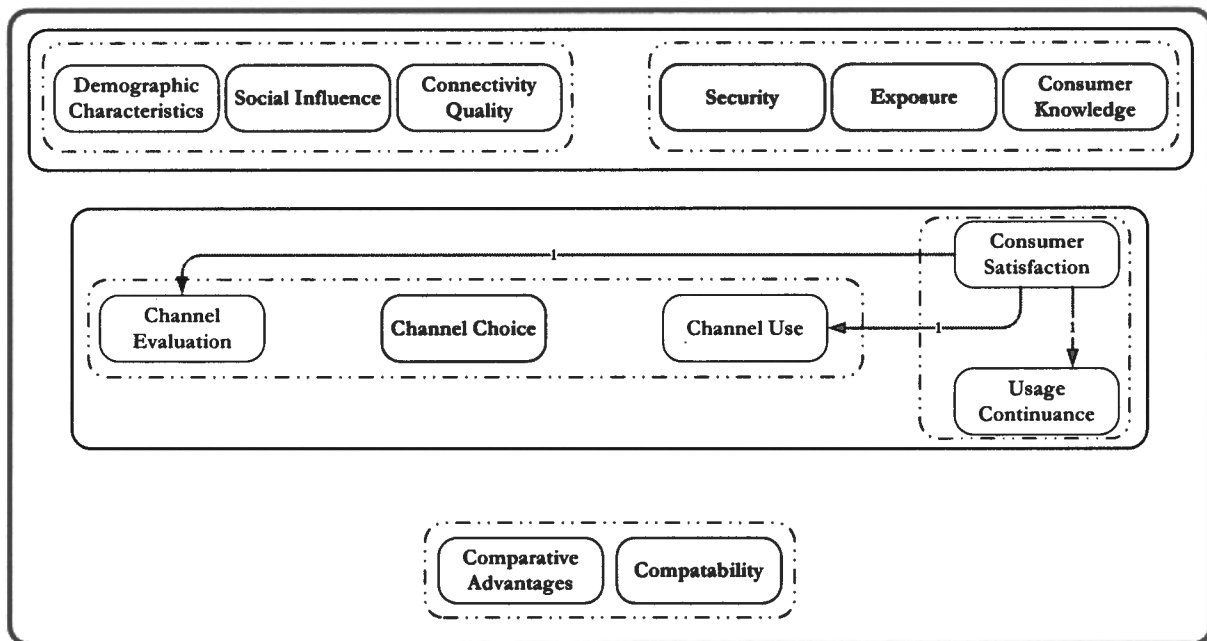 Demographic
Characteristics
Social Influence
Connectivity
Quality
Security
Exposure
Consumer
Knowledge
Consumer
Satisfaction
1
Channel
Evaluation
Channel Choice
Channel Use
1
1
Usage
Continuance
Comparative
Advantages
Compatability